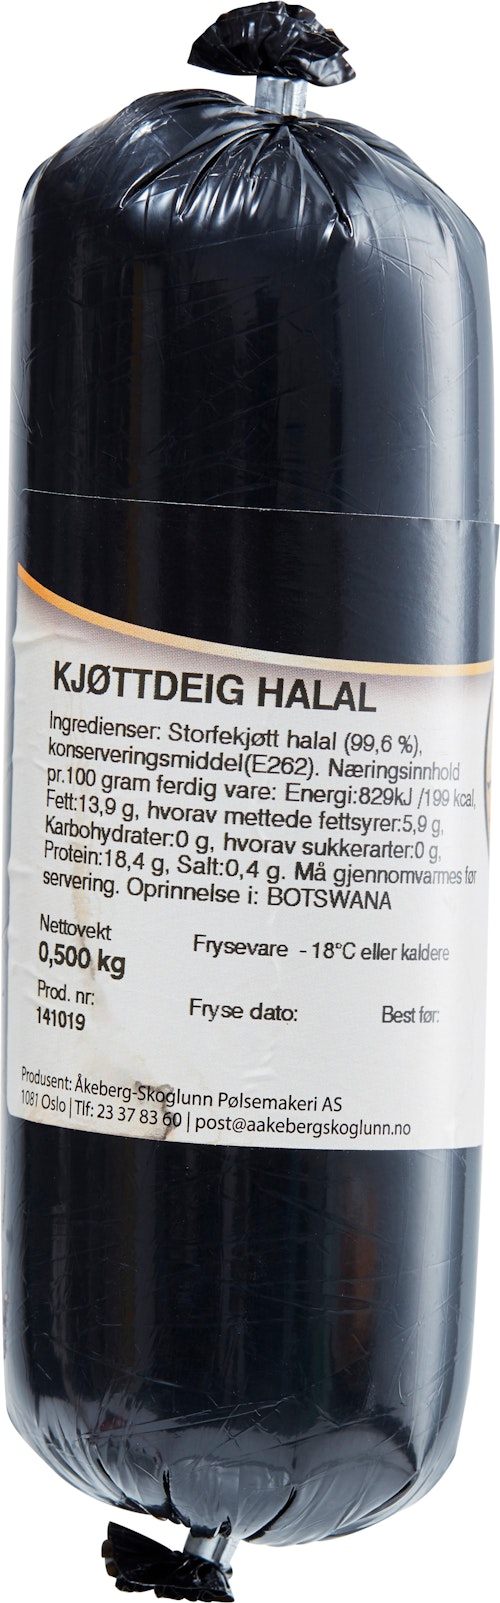 KJØTTDEIG HALAL
Ingredienser: Storfekjøtt halal (99,6 %),
konserveringsmiddel(E262). Næringsinnhold
pr.100 gram ferdig vare: Energi:829kJ /199 kcal,
Fett:13,9 g, hvorav mettede fettsyrer:5,9 g,
Karbohydrater:0 g, hvorav sukkerarter:0 g,
Protein:18,4 g, Salt:0,4 g. Må gjennomvarmes før
servering. Oprinnelse i: BOTSWANA
Nettovekt
0,500 kg
Frysevare - 18°C eller kaldere
Prod. nr:
141019
Fryse dato:
Best før:
Produsent: Åkeberg-Skoglunn Pølsemakeri AS
1081 Oslo | Tlf: 23 37 83 60 | post@aakebergskoglunn.no